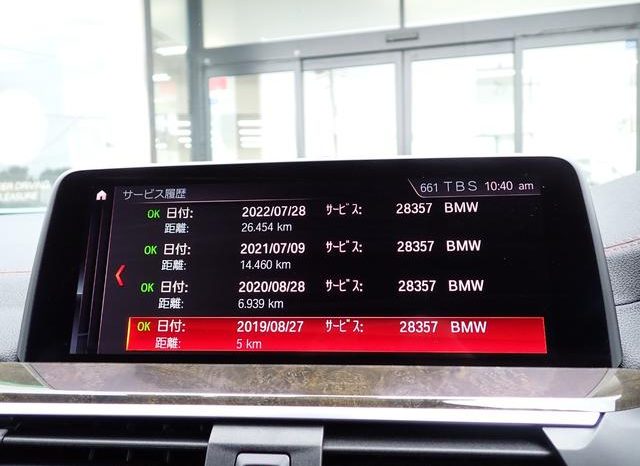 サービス履歴 661 TBS 10:40 am
OK 日付: 2022/07/28 ｻｰﾋﾞｽ: 28357 BMW
距離: 26.454 km
OK 日付: 2021/07/09 ｻｰﾋﾞｽ: 28357 BMW
距離: 14.460 km
OK 日付: 2020/08/28 ｻｰﾋﾞｽ: 28357 BMW
距離: 6.939 km
OK 日付: 2019/08/27 ｻｰﾋﾞｽ: 28357 BMW
距離: 5 km